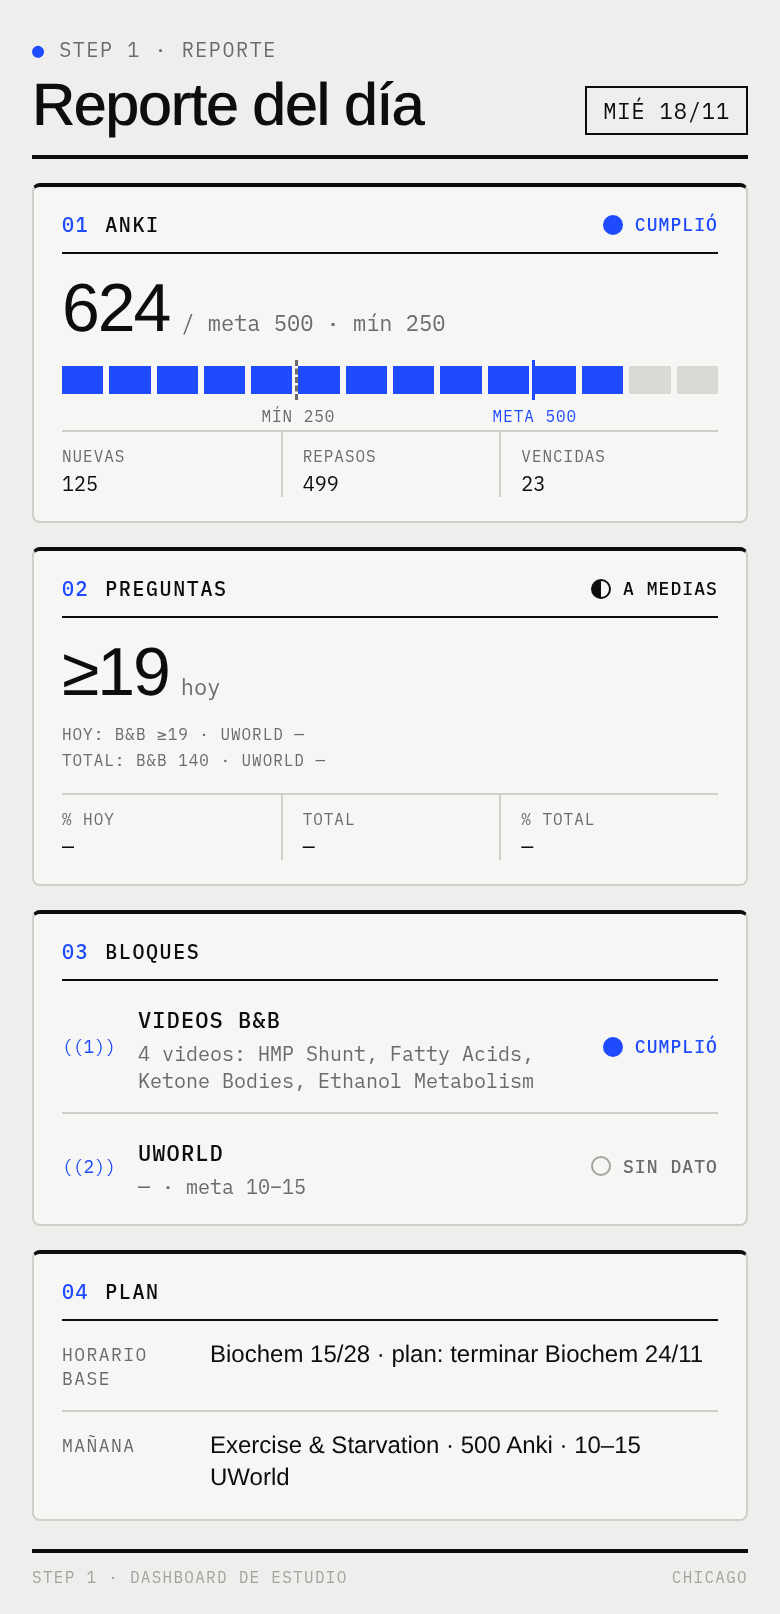 STEP 1 · REPORTE
Reporte del día
MIÉ 18/11
01 ANKI
CUMPLIÓ
624 / meta 500 · mín 250
MÍN 250
META 500
NUEVAS
125
REPASOS
499
VENCIDAS
23
02 PREGUNTAS
A MEDIAS
≥19 hoy
HOY: B&B ≥19 · UWORLD —
TOTAL: B&B 140 · UWORLD —
% HOY
—
TOTAL
—
% TOTAL
—
03 BLOQUES
((1))
VIDEOS B&B
4 videos: HMP Shunt, Fatty Acids,
Ketone Bodies, Ethanol Metabolism
CUMPLIÓ
((2))
UWORLD
— · meta 10–15
SIN DATO
04 PLAN
HORARIO
BASE
Biochem 15/28 · plan: terminar Biochem 24/11
MAÑANA
Exercise & Starvation · 500 Anki · 10–15
UWorld
STEP 1 · DASHBOARD DE ESTUDIO
CHICAGO